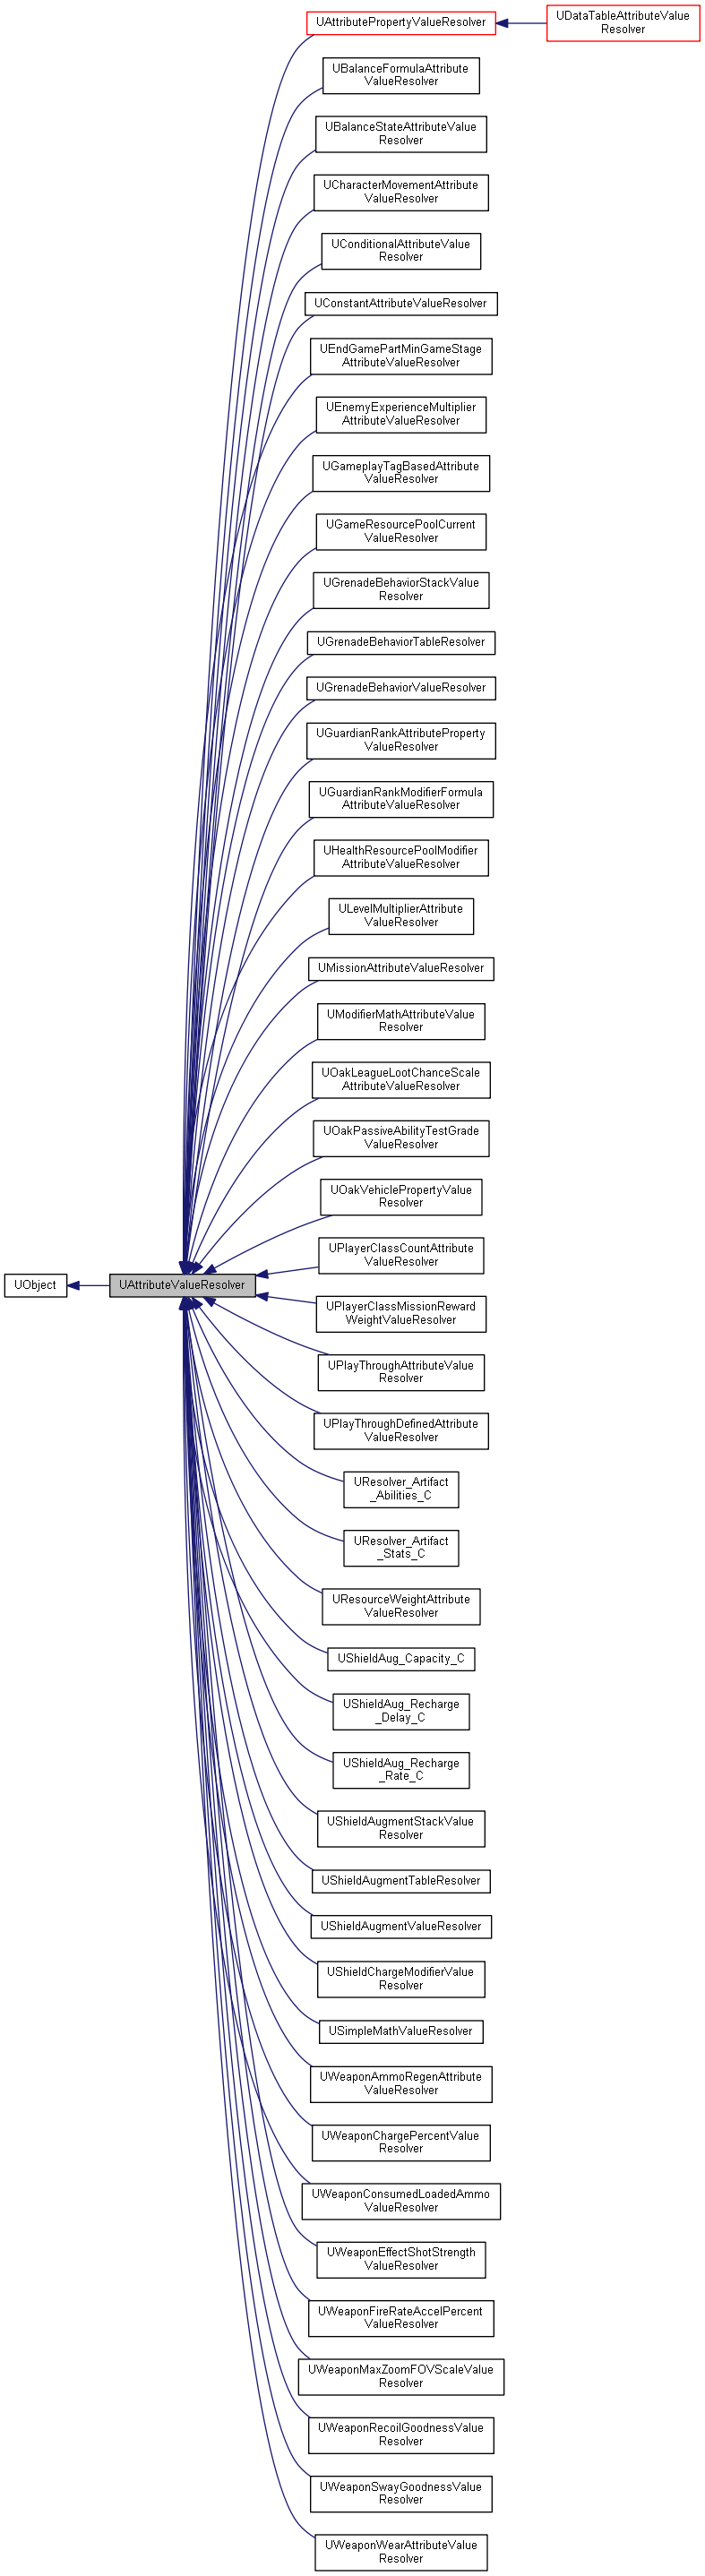 UAttributePropertyValueResolver
UDataTableAttributeValue
Resolver
UBalanceFormulaAttribute
ValueResolver
UBalanceStateAttributeValue
Resolver
UCharacterMovementAttribute
ValueResolver
UConditionalAttributeValue
Resolver
UConstantAttributeValueResolver
UEndGamePartMinGameStage
AttributeValueResolver
UEnemyExperienceMultiplier
AttributeValueResolver
UGameplayTagBasedAttribute
ValueResolver
UGameResourcePoolCurrent
ValueResolver
UGrenadeBehaviorStackValue
Resolver
UGrenadeBehaviorTableResolver
UGrenadeBehaviorValueResolver
UGuardianRankAttributeProperty
ValueResolver
UGuardianRankModifierFormula
AttributeValueResolver
UHealthResourcePoolModifier
AttributeValueResolver
ULevelMultiplierAttribute
ValueResolver
UMissionAttributeValueResolver
UModifierMathAttributeValue
Resolver
UOakLeagueLootChanceScale
AttributeValueResolver
UOakPassiveAbilityTestGrade
ValueResolver
UOakVehiclePropertyValue
Resolver
UPlayerClassCountAttribute
ValueResolver
UObject
UAttributeValueResolver
UPlayerClassMissionReward
WeightValueResolver
UPlayThroughAttributeValue
Resolver
UPlayThroughDefinedAttribute
ValueResolver
UResolver_Artifact
_Abilities_C
UResolver_Artifact
_Stats_C
UResourceWeightAttribute
ValueResolver
UShieldAug_Capacity_C
UShieldAug_Recharge
_Delay_C
UShieldAug_Recharge
_Rate_C
UShieldAugmentStackValue
Resolver
UShieldAugmentTableResolver
UShieldAugmentValueResolver
UShieldChargeModifierValue
Resolver
USimpleMathValueResolver
UWeaponAmmoRegenAttribute
ValueResolver
UWeaponChargePercentValue
Resolver
UWeaponConsumedLoadedAmmo
ValueResolver
UWeaponEffectShotStrength
ValueResolver
UWeaponFireRateAccelPercent
ValueResolver
UWeaponMaxZoomFOVScaleValue
Resolver
UWeaponRecoilGoodnessValue
Resolver
UWeaponSwayGoodnessValue
Resolver
UWeaponWearAttributeValue
Resolver